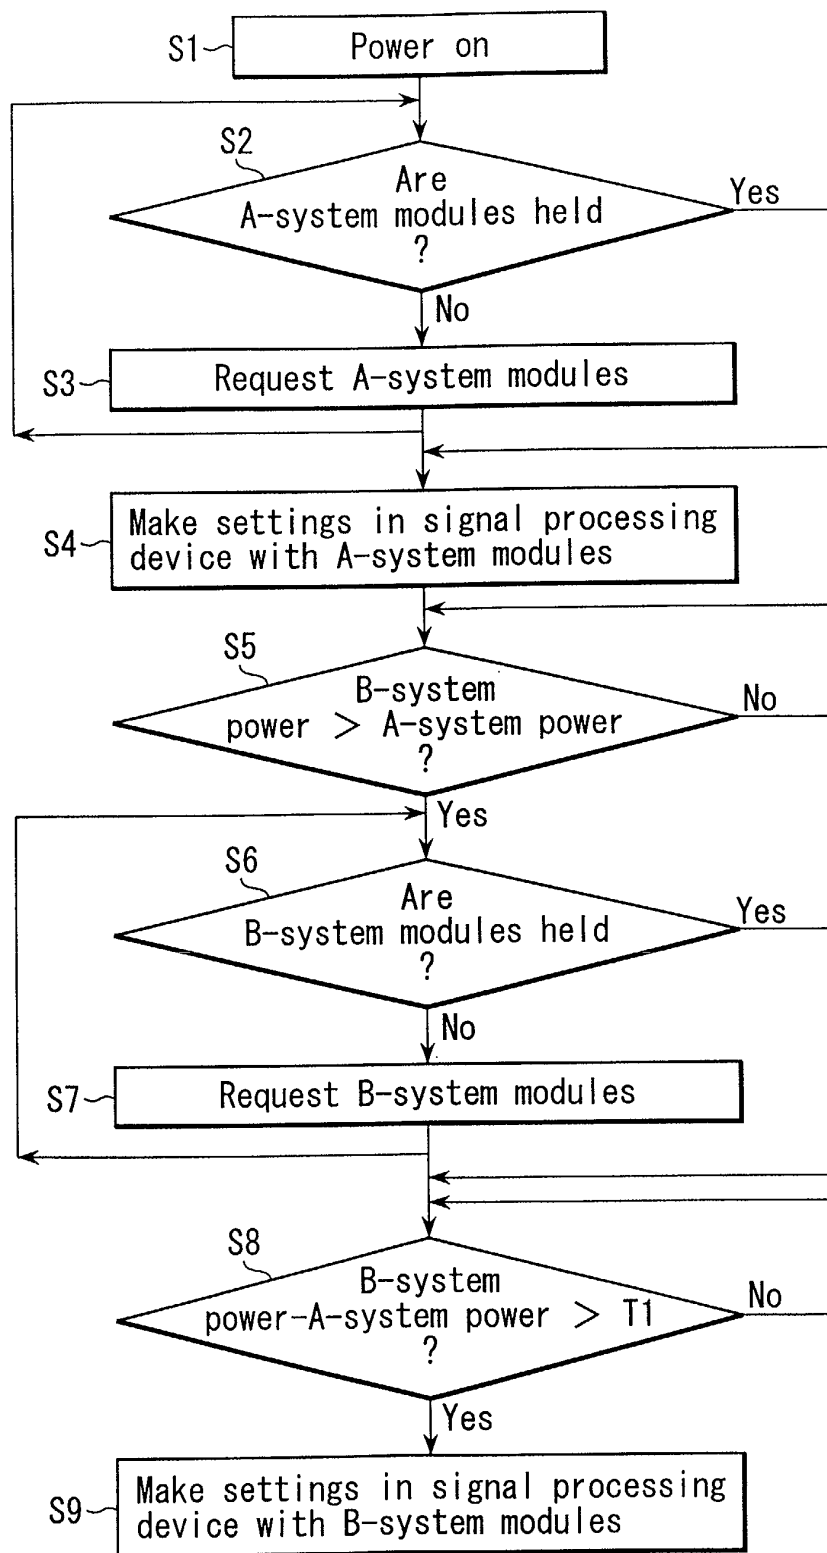 S1
Power on
S2
Are
A-system modules held
?
Yes
No
S3
Request A-system modules
S4
Make settings in signal processing
device with A-system modules
S5
B-system
power > A-system power
?
No
Yes
S6
Are
B-system modules held
?
Yes
No
S7
Request B-system modules
S8
B-system
power-A-system power > T1
?
No
Yes
S9
Make settings in signal processing
device with B-system modules